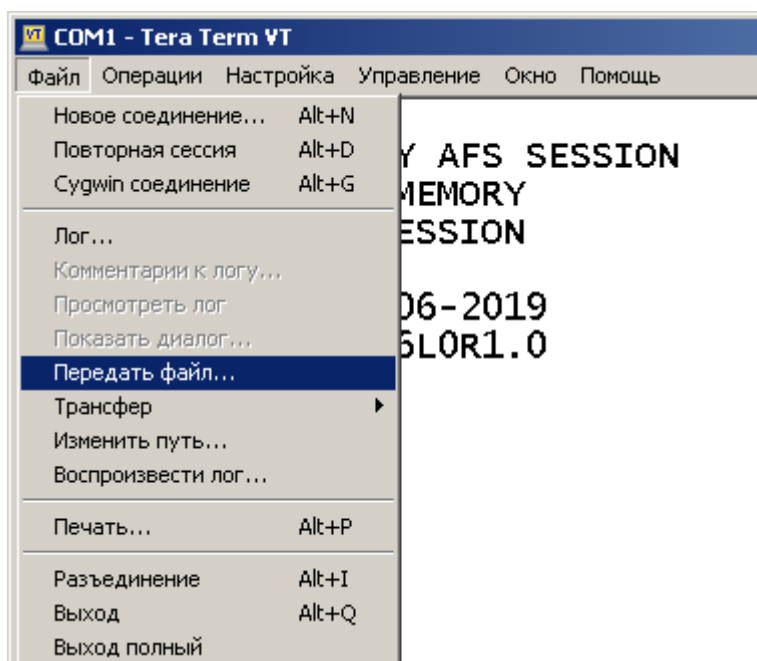 COM1 - Tera Term VT
Файл Операции Настройка Управление Окно Помощь
Новое соединение... Alt+N
Повторная сессия Alt+D
Cygwin соединение Alt+G
Лог...
Комментарии к логу...
Просмотреть лог
Показать диалог...
Передать файл...
Трансфер
Изменить путь...
Воспроизвести лог...
Печать... Alt+P
Разъединение Alt+I
Выход Alt+Q
Выход полный
Y AFS SESSION
MEMORY
ESSION
06-2019
6L0R1.0